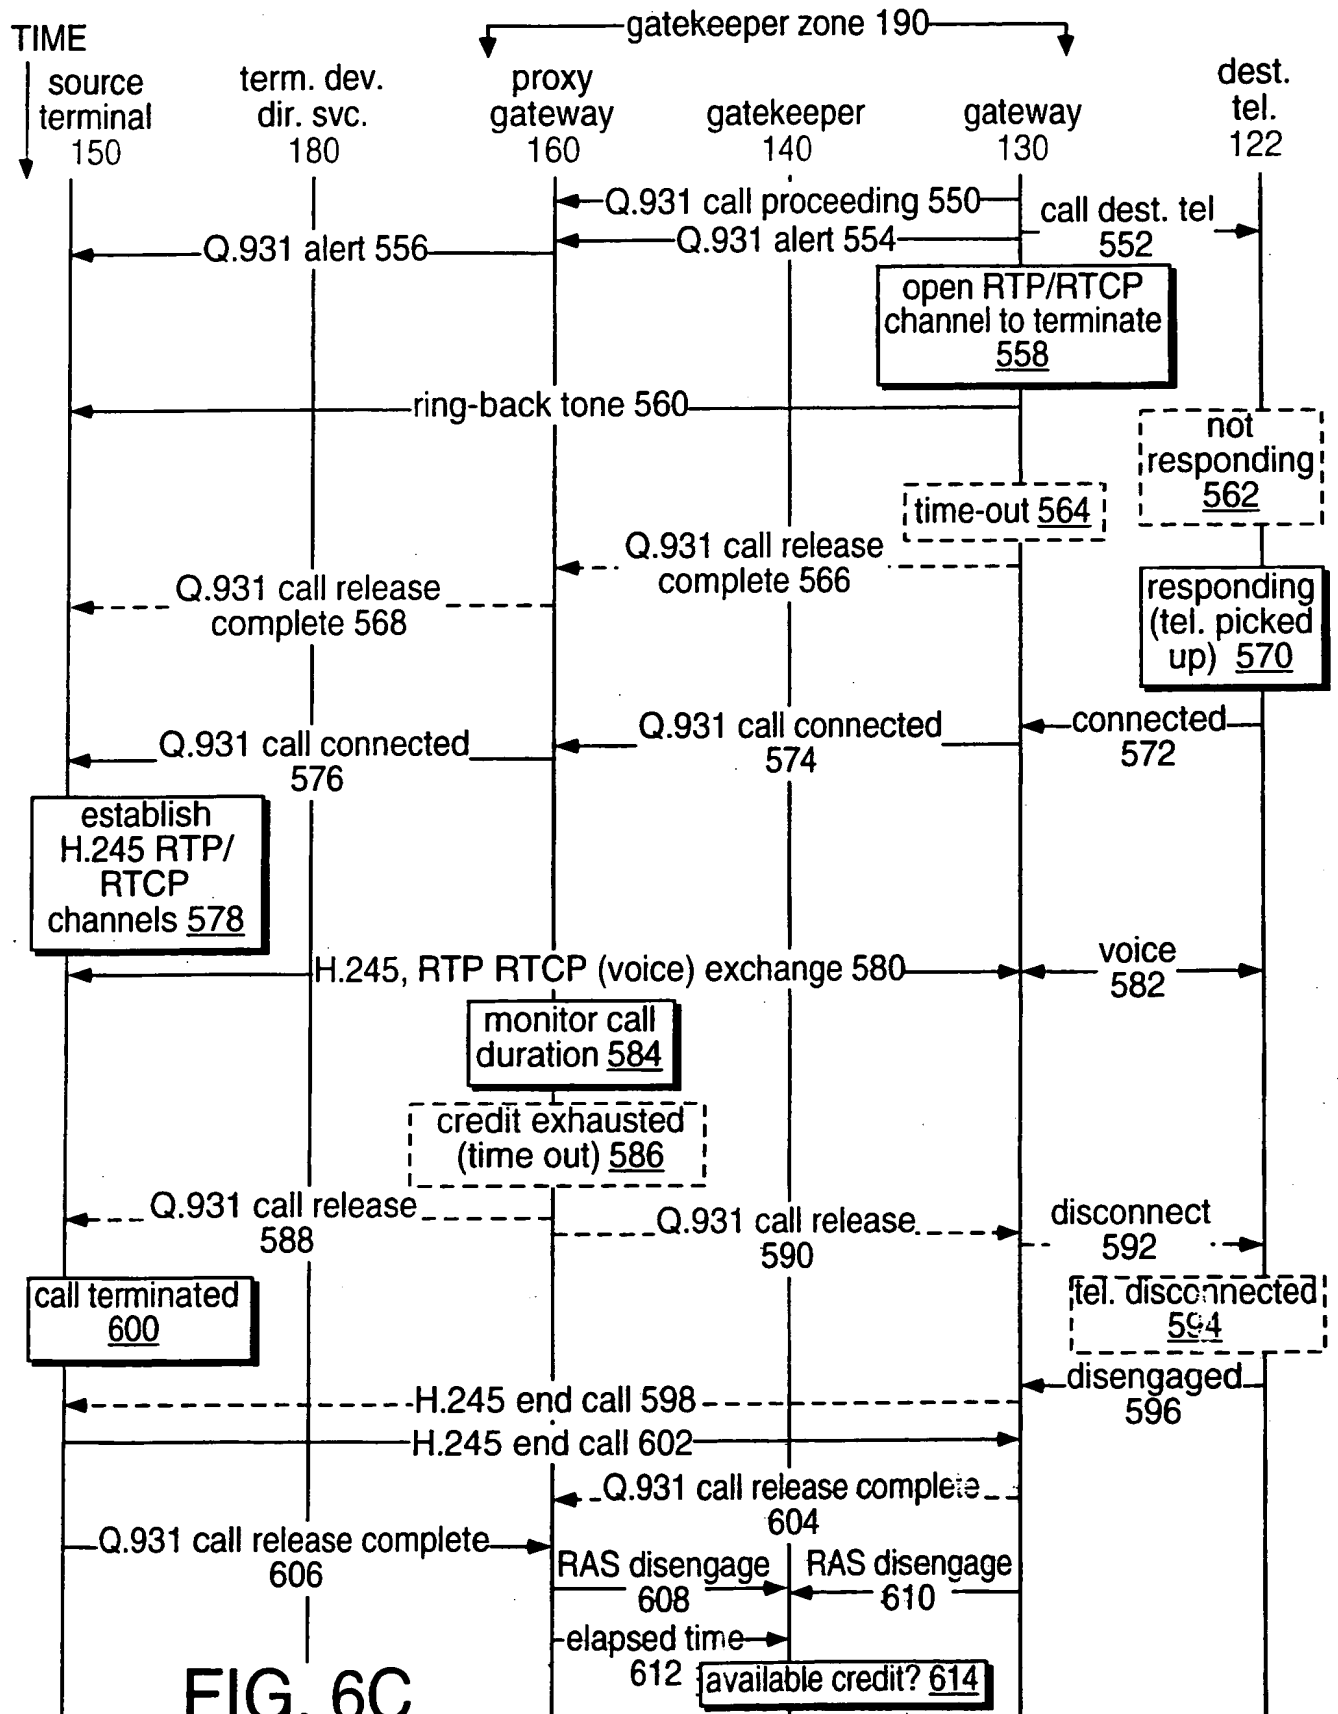 gatekeeper zone 190
TIME
source
terminal
150
term. dev.
dir. svc.
180
proxy
gateway
160
gatekeeper
140
gateway
130
dest.
tel.
122
Q.931 call proceeding 550
call dest. tel
552
Q.931 alert 554
Q.931 alert 556
open RTP/RTCP
channel to terminate
558
ring-back tone 560
not
responding
562
time-out 564
Q.931 call release
complete 566
Q.931 call release
complete 568
responding
(tel. picked
up) 570
connected
572
Q.931 call connected
574
Q.931 call connected
576
establish
H.245 RTP/
RTCP
channels 578
H.245, RTP RTCP (voice) exchange 580
voice
582
monitor call
duration 584
credit exhausted
(time out) 586
Q.931 call release
588
Q.931 call release
590
disconnect
592
call terminated
600
tel. disconnected
594
disengaged
596
H.245 end call 598
H.245 end call 602
Q.931 call release complete
604
Q.931 call release complete
606
RAS disengage
608
RAS disengage
610
elapsed time
612
available credit? 614
FIG. 6C